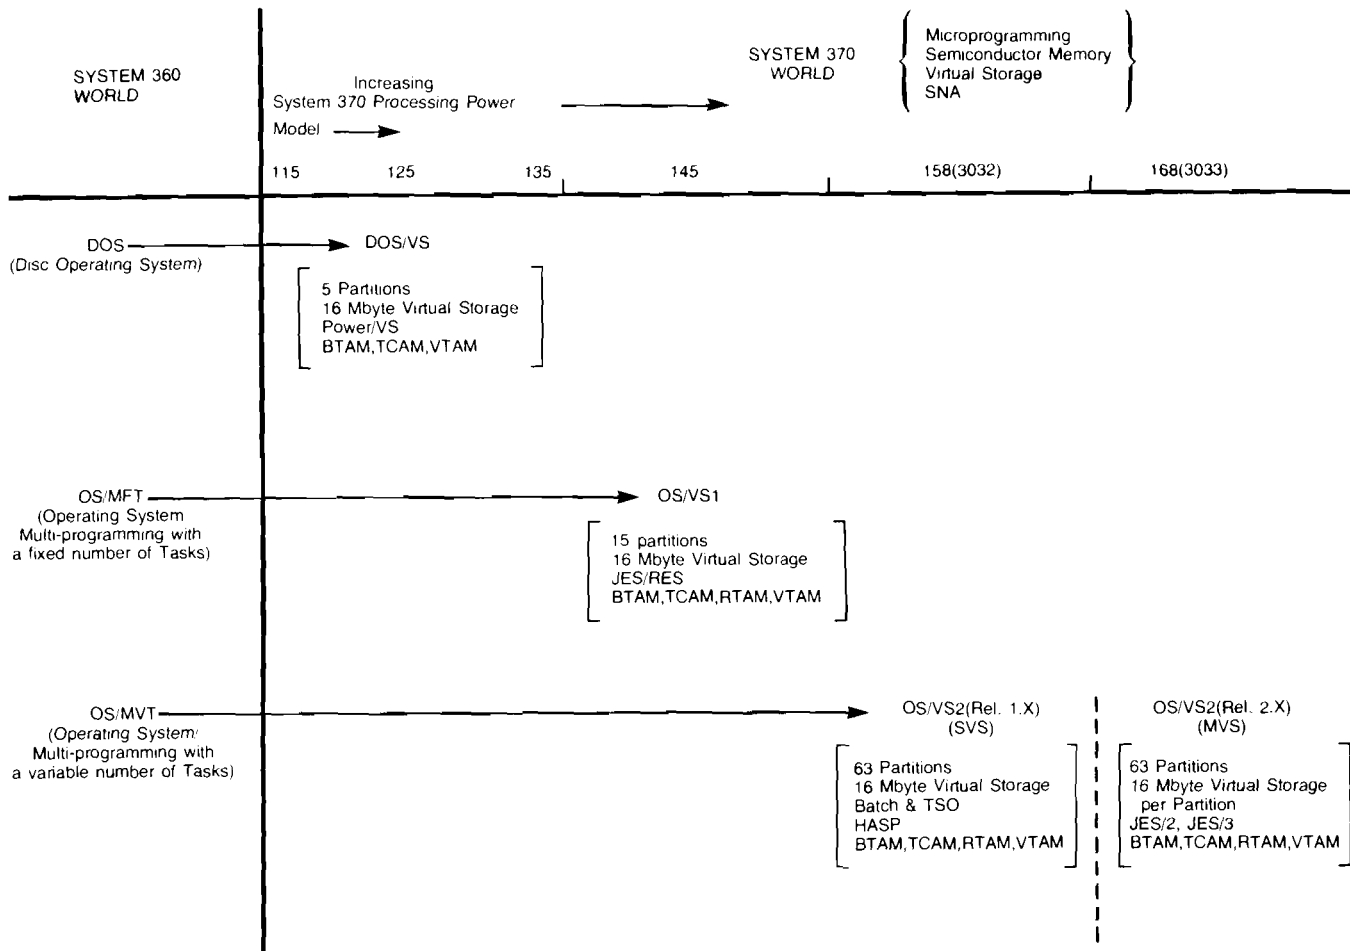 SYSTEM 360
WORLD
Increasing
System 370 Processing Power
Model
SYSTEM 370
WORLD
Microprogramming
Semiconductor Memory
Virtual Storage
SNA
115 125 135 145 158(3032) 168(3033)
DOS
(Disc Operating System)
DOS/VS
5 Partitions
16 Mbyte Virtual Storage
Power/VS
BTAM,TCAM,VTAM
OS/MFT
(Operating System
Multi-programming with
a fixed number of Tasks)
OS/VS1
15 partitions
16 Mbyte Virtual Storage
JES/RES
BTAM,TCAM,RTAM,VTAM
OS/MVT
(Operating System/
Multi-programming with
a variable number of Tasks)
OS/VS2(Rel. 1.X)
(SVS)
63 Partitions
16 Mbyte Virtual Storage
Batch & TSO
HASP
BTAM,TCAM,RTAM,VTAM
OS/VS2(Rel. 2.X)
(MVS)
63 Partitions
16 Mbyte Virtual Storage
per Partition
JES/2, JES/3
BTAM,TCAM,RTAM,VTAM